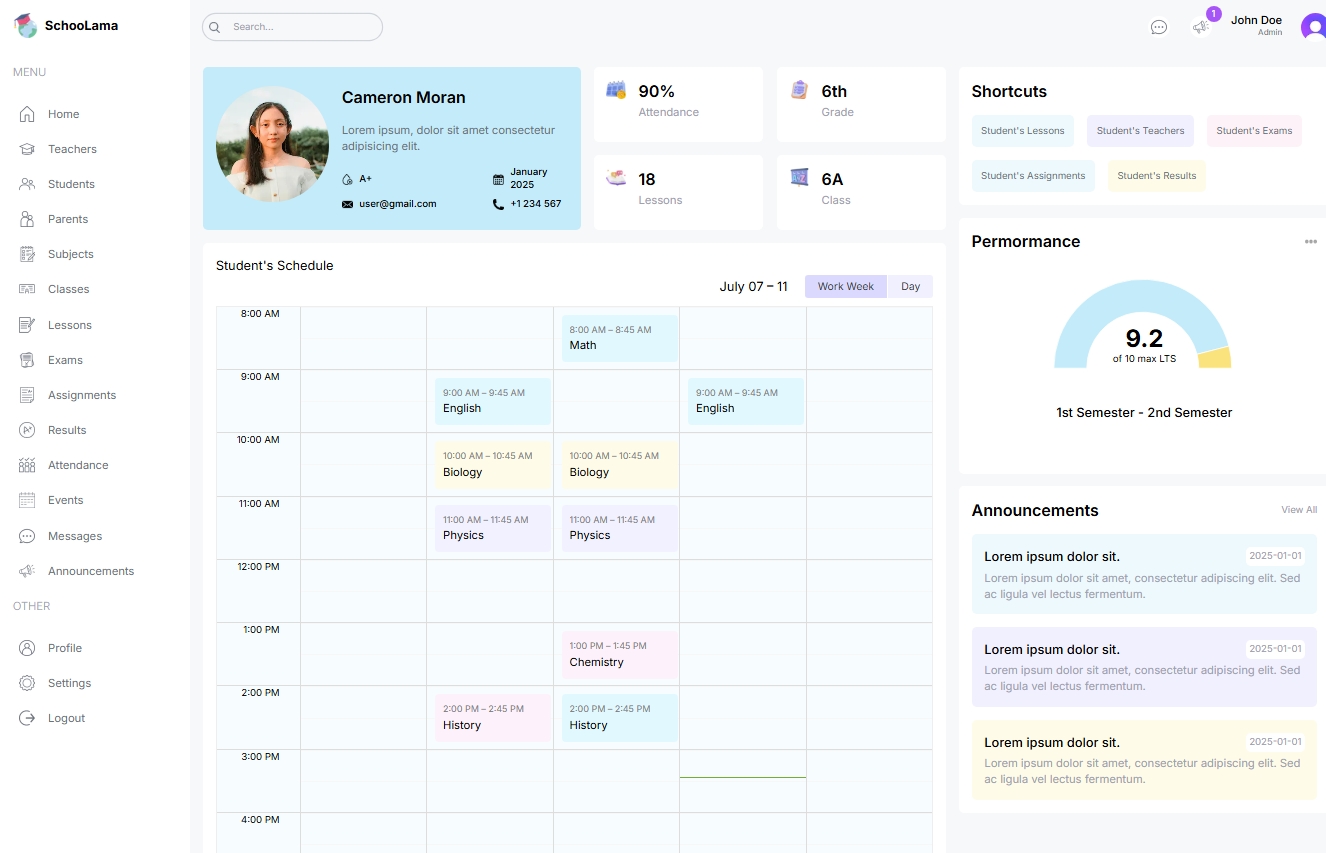 SchooLama
MENU
Home
Teachers
Students
Parents
Subjects
Classes
Lessons
Exams
Assignments
Results
Attendance
Events
Messages
Announcements
OTHER
Profile
Settings
Logout
Search...
1
John Doe
Admin
Cameron Moran
Lorem ipsum, dolor sit amet consectetur
adipisicing elit.
A+
January
2025
user@gmail.com
+1 234 567
90%
Attendance
6th
Grade
18
Lessons
6A
Class
Student's Schedule
July 07 – 11
Work Week
Day
8:00 AM
8:00 AM – 8:45 AM
Math
9:00 AM
9:00 AM – 9:45 AM
English
9:00 AM – 9:45 AM
English
10:00 AM
10:00 AM – 10:45 AM
Biology
10:00 AM – 10:45 AM
Biology
11:00 AM
11:00 AM – 11:45 AM
Physics
11:00 AM – 11:45 AM
Physics
12:00 PM
1:00 PM
1:00 PM – 1:45 PM
Chemistry
2:00 PM
2:00 PM – 2:45 PM
History
2:00 PM – 2:45 PM
History
3:00 PM
4:00 PM
Shortcuts
Student's Lessons
Student's Teachers
Student's Exams
Student's Assignments
Student's Results
Permormance
9.2
of 10 max LTS
1st Semester - 2nd Semester
Announcements
View All
Lorem ipsum dolor sit.
2025-01-01
Lorem ipsum dolor sit amet, consectetur adipiscing elit. Sed
ac ligula vel lectus fermentum.
Lorem ipsum dolor sit.
2025-01-01
Lorem ipsum dolor sit amet, consectetur adipiscing elit. Sed
ac ligula vel lectus fermentum.
Lorem ipsum dolor sit.
2025-01-01
Lorem ipsum dolor sit amet, consectetur adipiscing elit. Sed
ac ligula vel lectus fermentum.